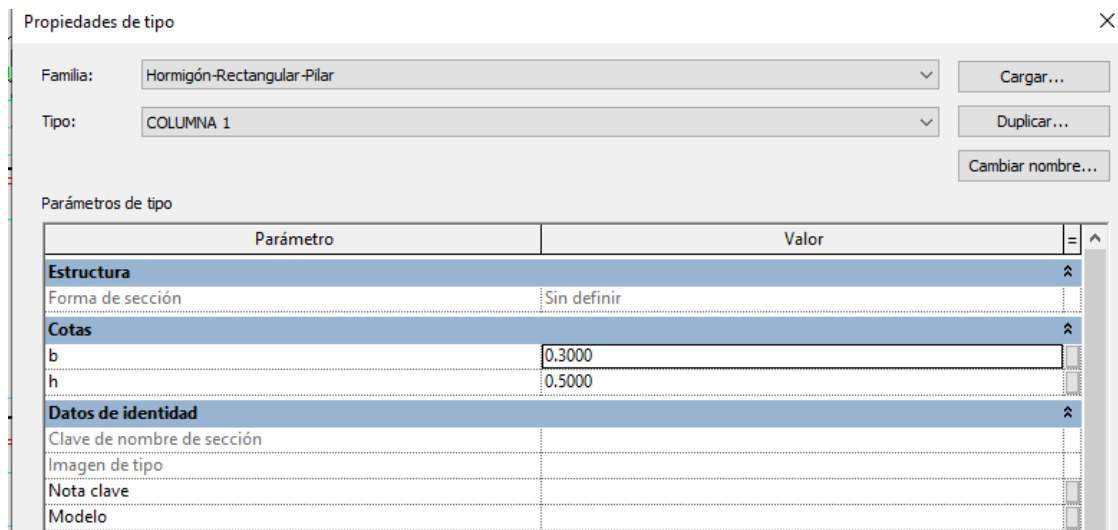 Propiedades de tipo
Familia: Hormigón-Rectangular-Pilar Cargar...
Tipo: COLUMNA 1 Duplicar...
Cambiar nombre...
Parámetros de tipo
Parámetro Valor =
Estructura
Forma de sección Sin definir
Cotas
b 0.3000
h 0.5000
Datos de identidad
Clave de nombre de sección
Imagen de tipo
Nota clave
Modelo